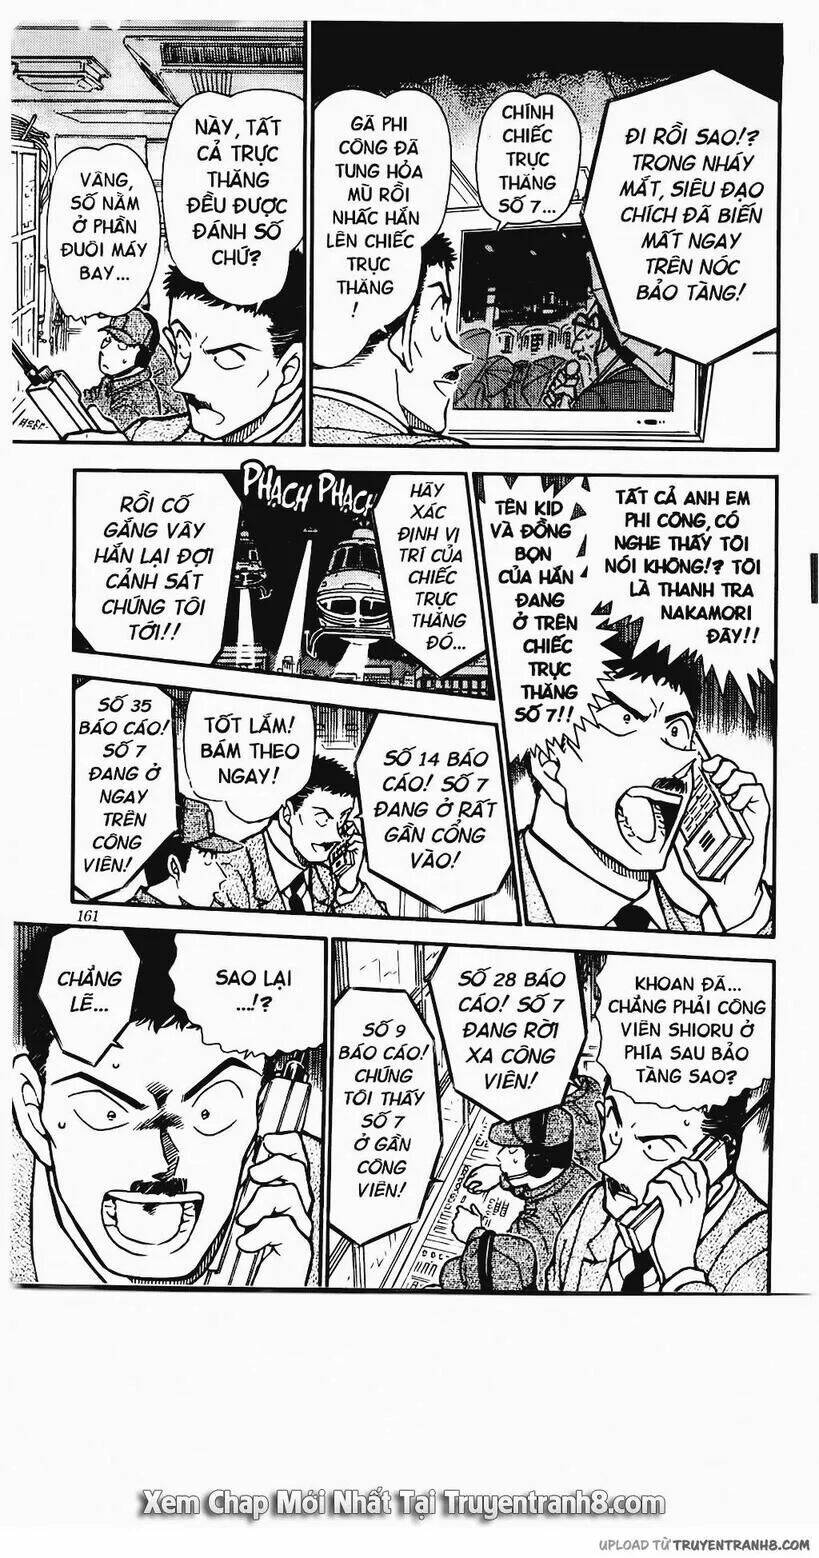 ĐI RỒI SAO!?
TRONG NHÁY
MẮT, SIÊU ĐẠO
CHÍCH ĐÃ BIẾN
MẤT NGAY
TRÊN NÓC
BẢO TÀNG!
CHÍNH
CHIẾC
TRỰC
THĂNG
SỐ 7...
GÃ PHI
CÔNG ĐÃ
TUNG HỎA
MÙ RỒI
NHẤC HẮN
LÊN CHIẾC
TRỰC
THĂNG
!
NÀY, TẤT
CẢ TRỰC
THĂNG
ĐỀU ĐƯỢC
ĐÁNH SỐ
CHỨ?
VÂNG,
SỐ NẰM
Ở PHẦN
ĐUÔI MÁY
BAY...
TẤT CẢ ANH EM
PHI CÔNG, CÓ
NGHE THẤY TÔI
NÓI KHÔNG!? TÔI
LÀ THANH TRA
NAKAMORI
ĐÂY!!
TÊN KID
VÀ ĐỒNG
BỌN
CỦA HẮN
ĐANG
Ở TRÊN
CHIẾC
TRỰC
THĂNG
SỐ 7!!
HÃY
XÁC
ĐỊNH VỊ
TRÍ CỦA
CHIẾC
TRỰC
THĂNG
ĐÓ...
PHẠCH PHẠCH
RỒI CỐ
GẮNG VÂY
HẮN LẠI ĐỢI
CẢNH SÁT
CHÚNG TÔI
TỚI!!
SỐ 14 BÁO
CÁO! SỐ 7
ĐANG Ở RẤT
GẦN CỔNG
VÀO!
TỐT LẮM!
BÁM THEO
NGAY!
SỐ 35
BÁO CÁO!
SỐ 7
ĐANG Ở
NGAY
TRÊN
CÔNG
VIÊN!
161
KHOAN ĐÃ...
CHẲNG PHẢI CÔNG
VIÊN SHIORU Ở
PHÍA SAU BẢO
TÀNG SAO?
SỐ 28 BÁO
CÁO! SỐ 7
ĐANG RỜI
XA CÔNG
VIÊN!
SỐ 9
BÁO CÁO!
CHÚNG
TÔI THẤY
SỐ 7
Ở GẦN
CÔNG
VIÊN!
SAO LẠI
...!?
CHẲNG
LẼ...
Xem Chap Mới Nhất Tại Truyentranh8.com
UPLOAD TỪ TRUYENTRANH8.COM